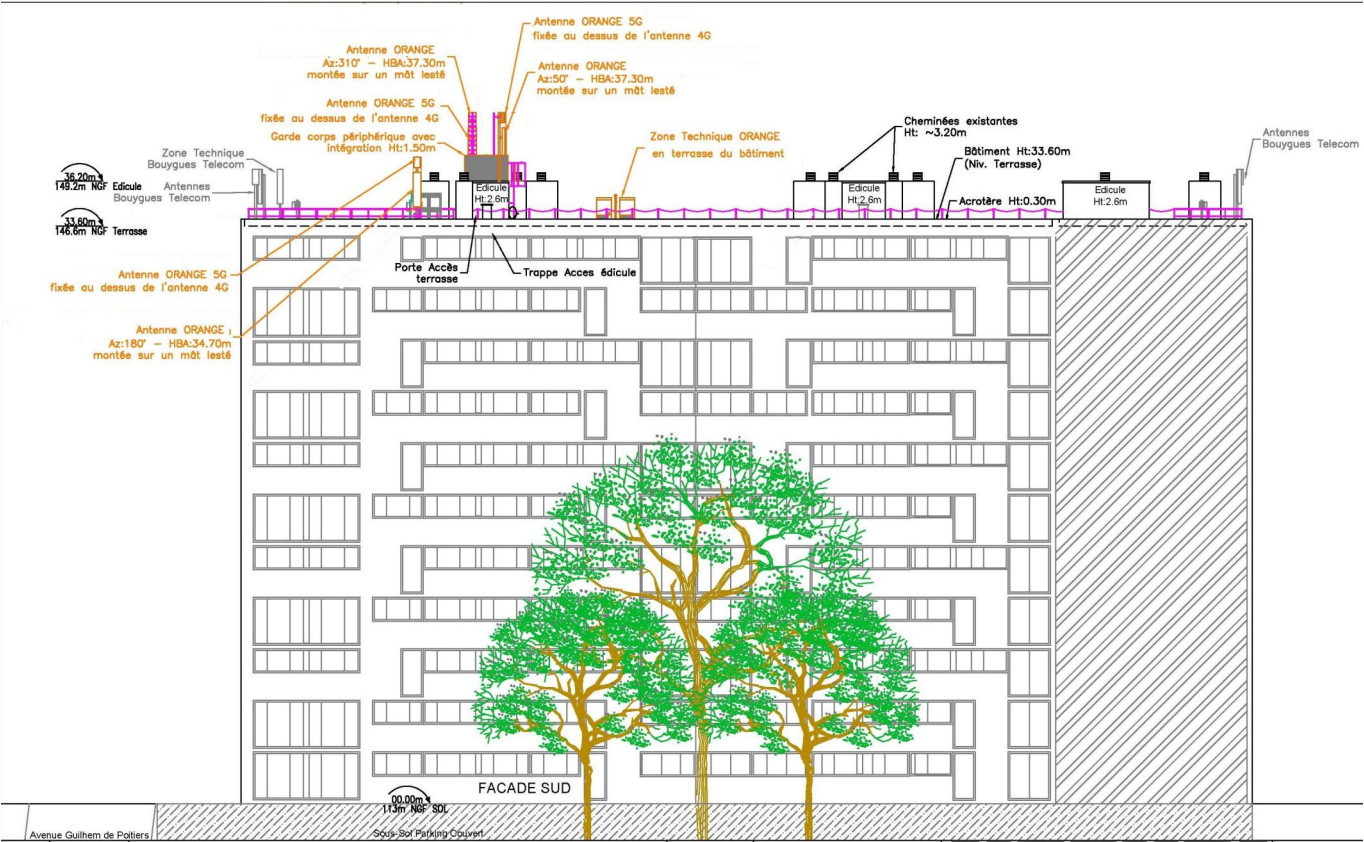 Antenne ORANGE 5G
fixée au dessus de l'antenne 4G
Antenne ORANGE
Az:310° – HBA:37.30m
montée sur un mât lesté
Antenne ORANGE
Az:50° – HBA:37.30m
montée sur un mât lesté
Antenne ORANGE 5G
fixée au dessus de l'antenne 4G
Garde corps périphérique avec
intégration Ht:1.50m
Zone Technique ORANGE
en terrasse du bâtiment
Cheminées existantes
Ht: ~3.20m
Bâtiment Ht:33.60m
(Niv. Terrasse)
Antennes
Bouygues Telecom
Zone Technique
Bouygues Telecom
Antennes
Bouygues Telecom
36,20m
149.2m NGF Edicule
33,60m
146.6m NGF Terrasse
Edicule
Ht:2.6m
Edicule
Ht:2.6m
Edicule
Ht:2.6m
Acrotère Ht:0.30m
Porte Accès
terrasse
Trappe Acces édicule
Antenne ORANGE 5G
fixée au dessus de l'antenne 4G
Antenne ORANGE
Az:180° – HBA:34.70m
montée sur un mât lesté
FACADE SUD
00.00m
113m NGF SOL
Avenue Guilhem de Poitiers
Sous-Sol Parking Couvert